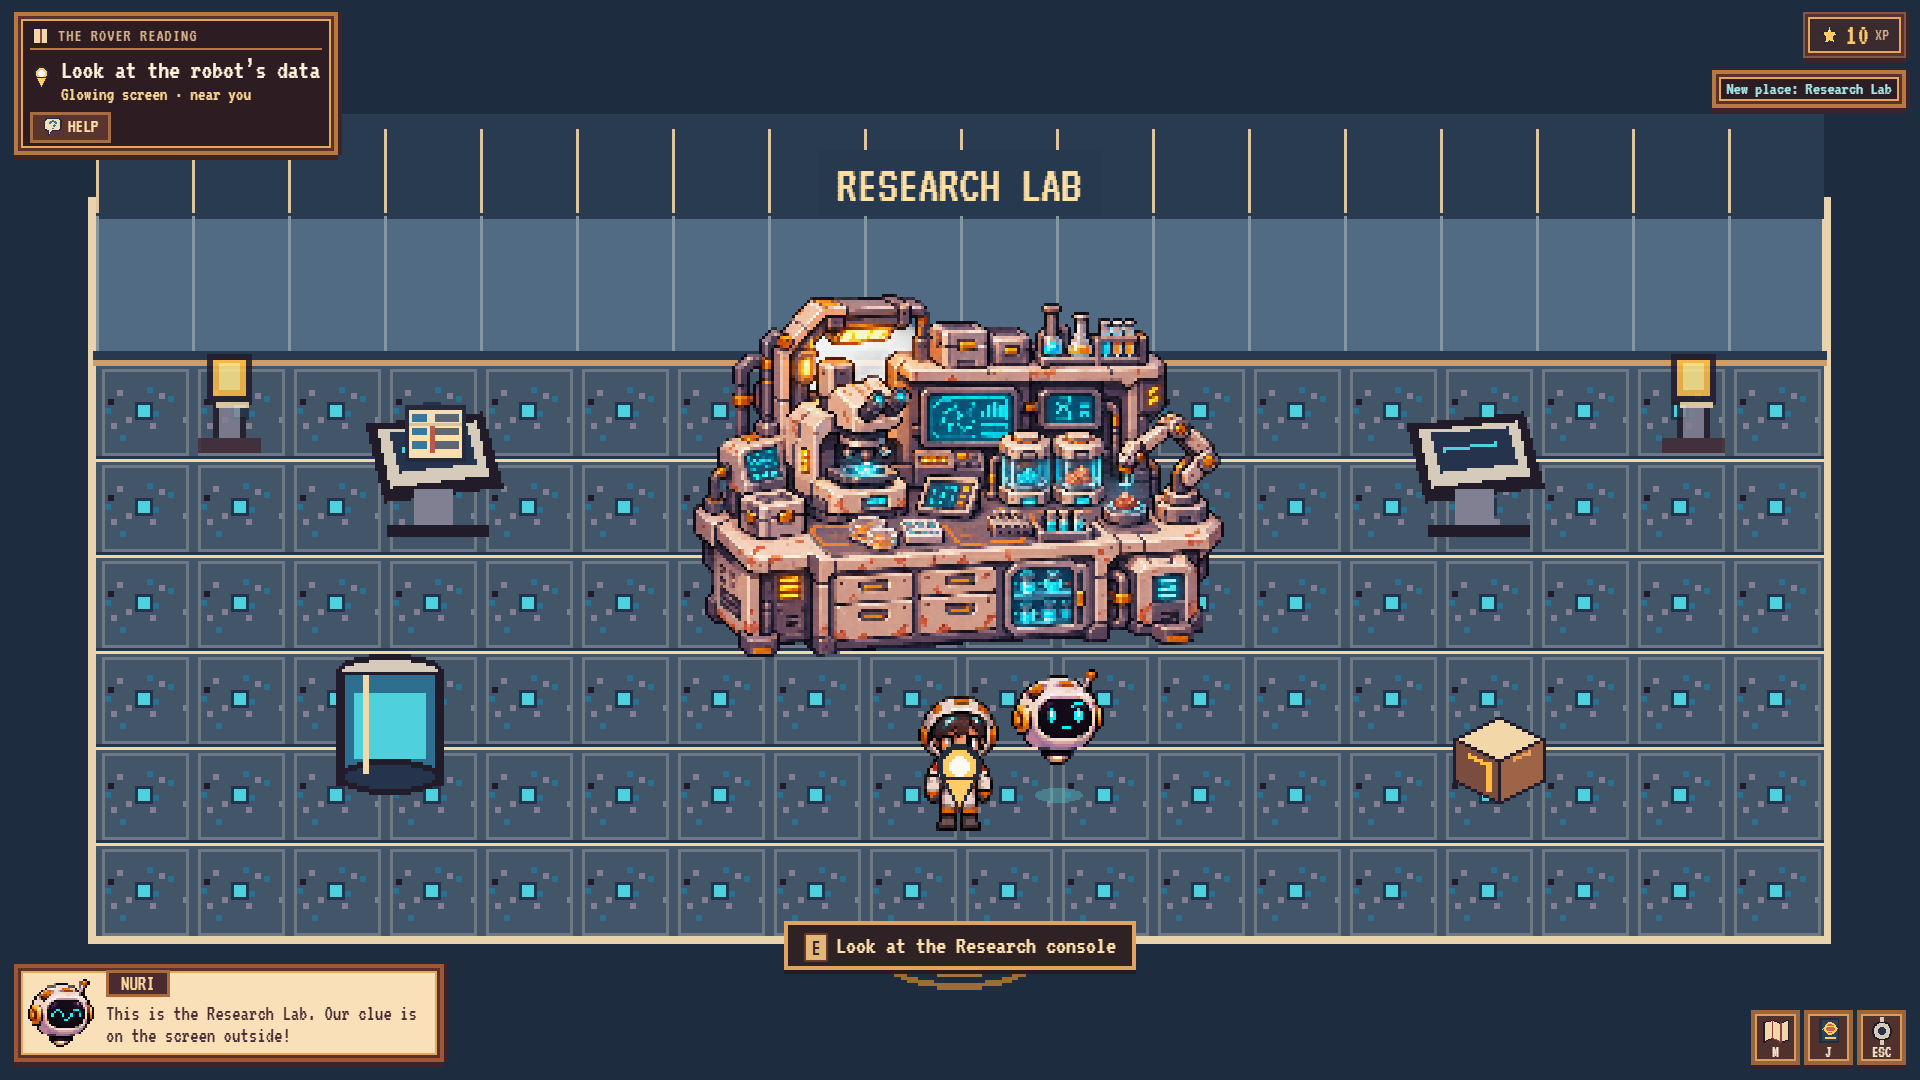 THE ROVER READING
Look at the robot's data
Glowing screen · near you
HELP
10 XP
New place: Research Lab
RESEARCH LAB
E Look at the Research console
NURI
This is the Research Lab. Our clue is
on the screen outside!
M
J
ESC